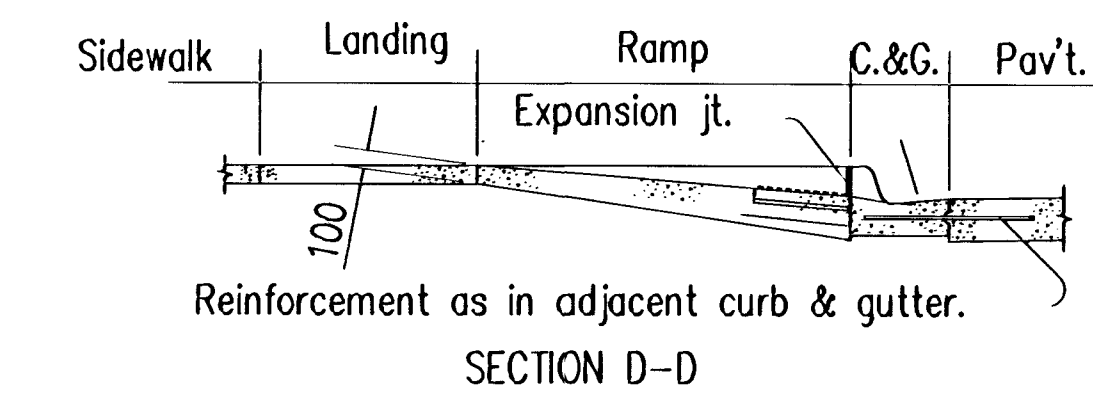 Sidewalk Landing Ramp C.&G. Pav't.
Expansion jt.
100
Reinforcement as in adjacent curb & gutter.
SECTION D-D